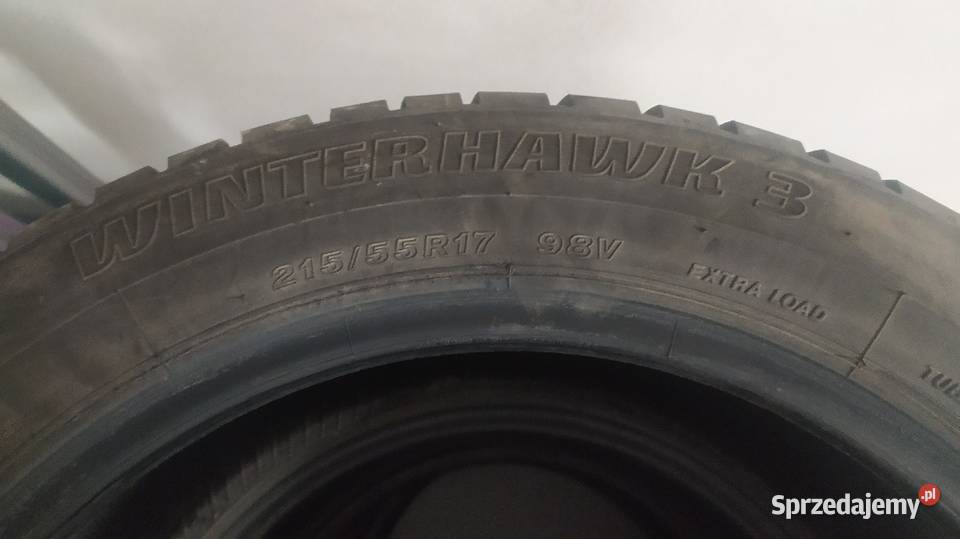 WINTERHAWK 3
215/55R17 98V
EXTRA LOAD
Sprzedajemy.pl